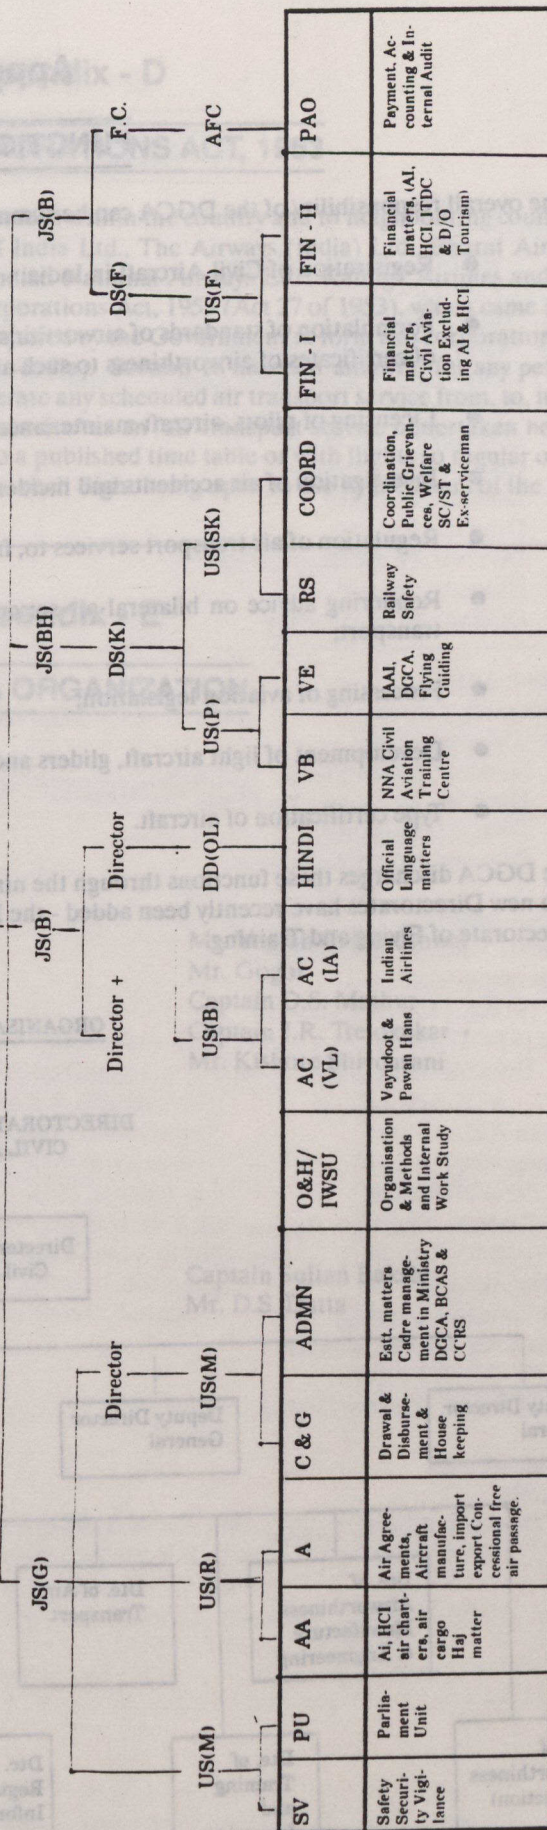 JS(G)
JS(B)
JS(BH)
JS(B)
Director
Director +
Director
DS(K)
DS(F)
F.C.
US(M)
US(R)
US(M)
US(B)
DD(OL)
US(P)
US(SK)
US(F)
AFC
SV
PU
AA
A
C & G
ADMN
O&H/
IWSU
AC
(VA)
AC
(IA)
HINDI
VB
VE
RS
COORD
FIN I
FIN - II
PAO
Safety
Securi-
ty Vigi-
lance
Parlia-
ment
Unit
Ai, HCI
air chart-
ers, air
cargo
Haj
matter
Air Agree-
ments,
Aircraft
manufac-
ture, import
export Con-
cessional free
air passage.
Drawal &
Disburse-
ment &
House
keeping
Estt. matters
Cadre manage-
ment in Ministry
DGCA, BCAS &
CCRS
Organisation
& Methods
and Internal
Work Study
Vayudoot &
Pawan Hans
Indian
Airlines
Official
Language
matters
NNA Civil
Aviation
Training
Centre
IAAI,
DGCA,
Flying
Guiding
Railway
Safety
Coordination,
Public Grievan-
ces, Welfare
SC/ST &
Ex-serviceman
Financial
matters,
Civil Avia-
tion Exclud-
ing AI & HCI
Financial
matters, (AI,
HCI, ITDC
& D/O
Tourism)
Payment, Ac-
counting & In-
ternal Audit